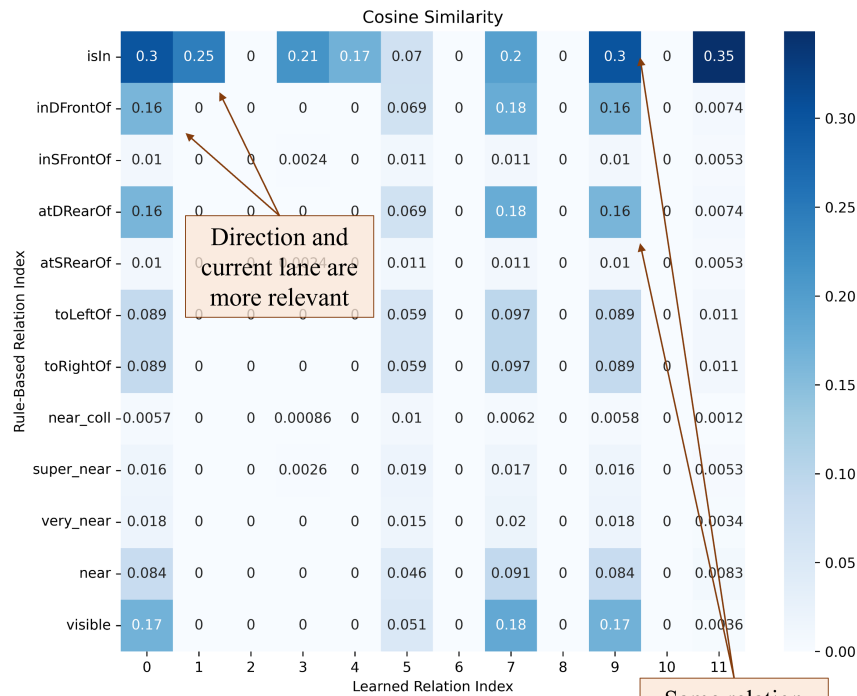 Cosine Similarity
isIn 0.3 0.25 0 0.21 0.17 0.07 0 0.2 0 0.3 0 0.35
inDFrontOf 0.16 0 0 0 0 0.069 0 0.18 0 0.16 0 0.0074
inSFrontOf 0.01 0 0 0.0024 0 0.011 0 0.011 0 0.01 0 0.0053
atDRearOf 0.16 0 0 0 0 0.069 0 0.18 0 0.16 0 0.0074
atSRearOf 0.01 0 0 0.0024 0 0.011 0 0.011 0 0.01 0 0.0053
toLeftOf 0.089 0 0 0 0 0.059 0 0.097 0 0.089 0 0.011
toRightOf 0.089 0 0 0 0 0.059 0 0.097 0 0.089 0 0.011
near_coll 0.0057 0 0 0.00086 0 0.01 0 0.0062 0 0.0058 0 0.0012
super_near 0.016 0 0 0.0026 0 0.019 0 0.017 0 0.016 0 0.0053
very_near 0.018 0 0 0 0 0.015 0 0.02 0 0.018 0 0.0034
near 0.084 0 0 0 0 0.046 0 0.091 0 0.084 0 0.0083
visible 0.17 0 0 0 0 0.051 0 0.18 0 0.17 0 0.0036
0 1 2 3 4 5 6 7 8 9 10 11
Learned Relation Index
Rule-Based Relation Index
Direction and
current lane are
more relevant
0.30
0.25
0.20
0.15
0.10
0.05
0.00